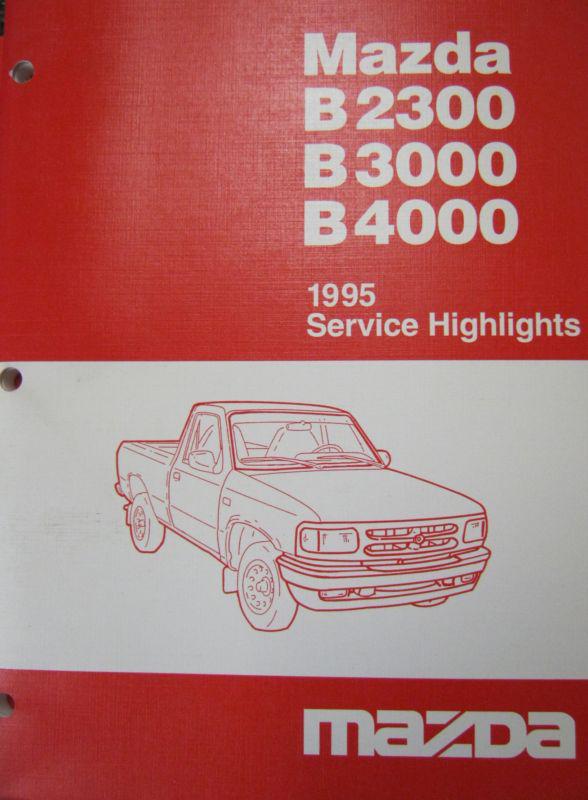 Mazda
B2300
B3000
B4000
1995
Service Highlights
mazda